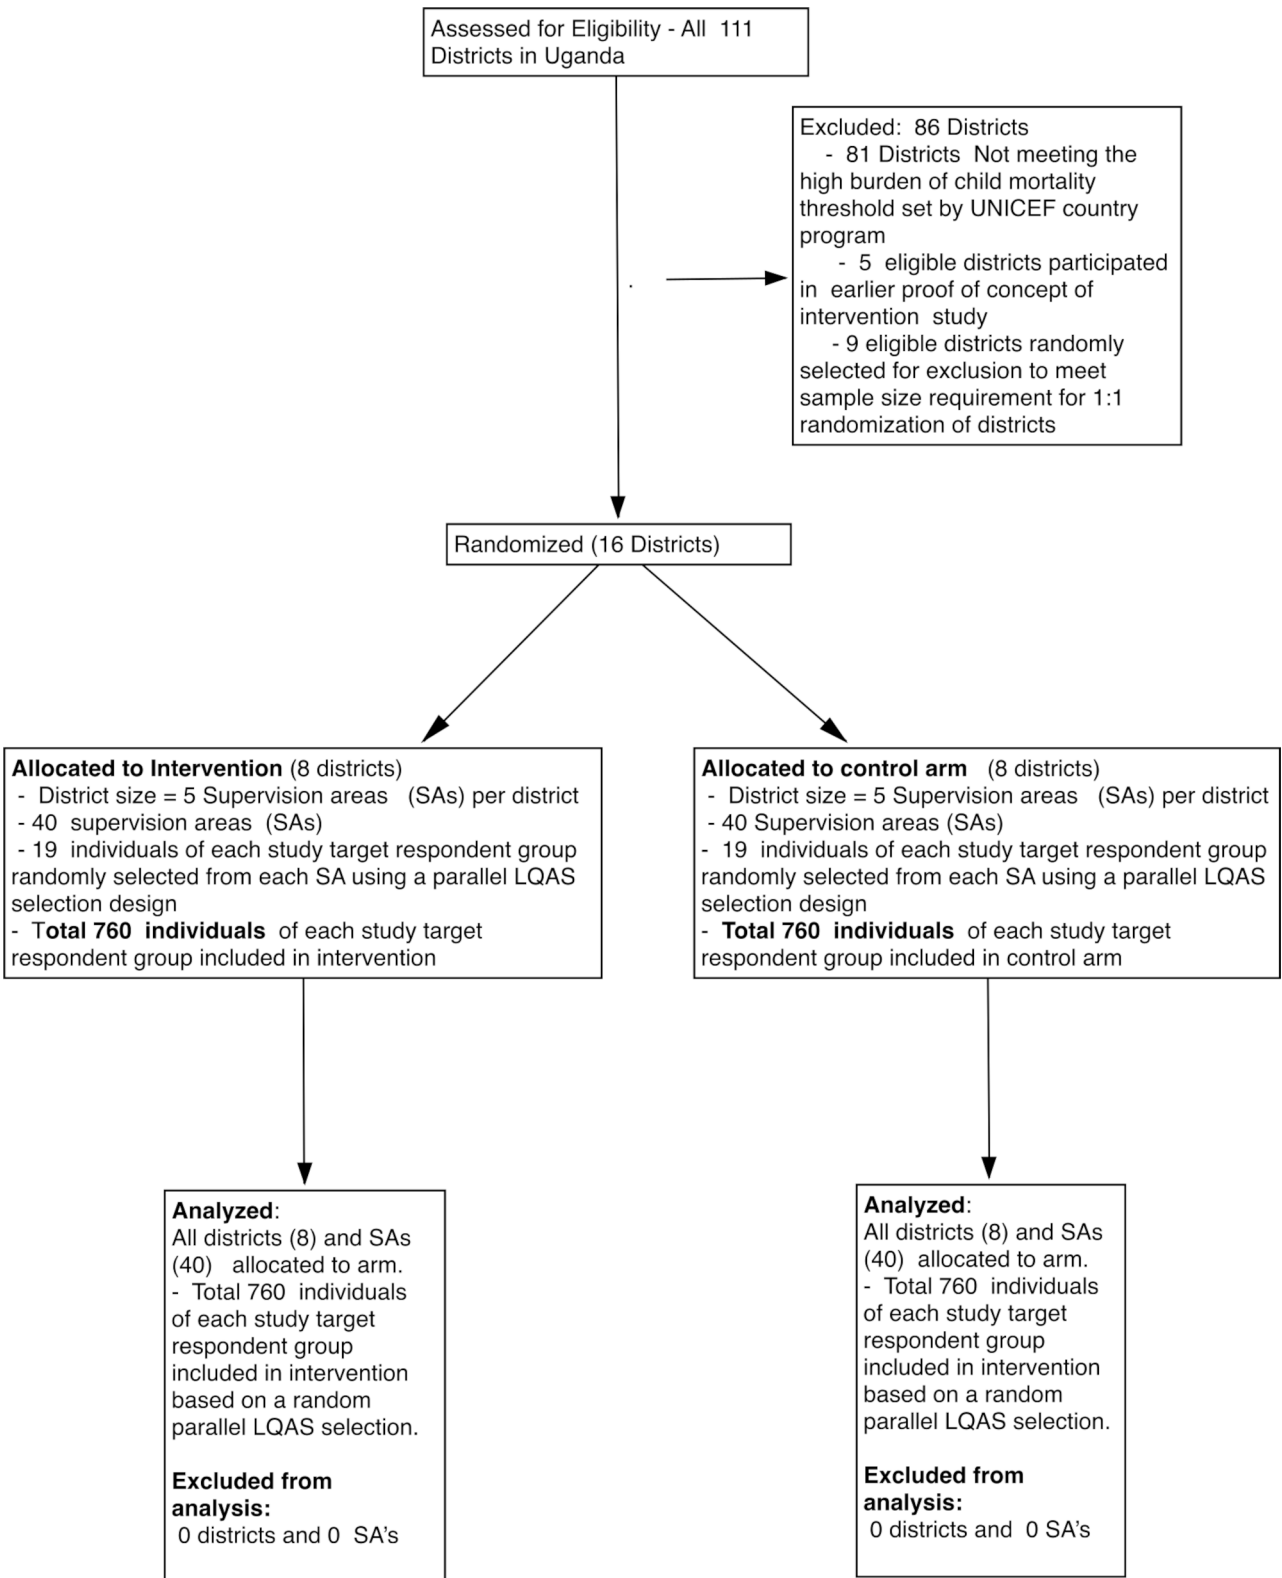 Assessed for Eligibility - All 111
Districts in Uganda
Excluded: 86 Districts
- 81 Districts Not meeting the
high burden of child mortality
threshold set by UNICEF country
program
- 5 eligible districts participated
in earlier proof of concept of
intervention study
- 9 eligible districts randomly
selected for exclusion to meet
sample size requirement for 1:1
randomization of districts
Randomized (16 Districts)
Allocated to Intervention (8 districts)
- District size = 5 Supervision areas (SAs) per district
- 40 supervision areas (SAs)
- 19 individuals of each study target respondent group
randomly selected from each SA using a parallel LQAS
selection design
- Total 760 individuals of each study target
respondent group included in intervention
Allocated to control arm (8 districts)
- District size = 5 Supervision areas (SAs) per district
- 40 Supervision areas (SAs)
- 19 individuals of each study target respondent group
randomly selected from each SA using a parallel LQAS
selection design
- Total 760 individuals of each study target
respondent group included in control arm
Analyzed:
All districts (8) and SAs
(40) allocated to arm.
- Total 760 individuals
of each study target
respondent group
included in intervention
based on a random
parallel LQAS selection.
Excluded from
analysis:
0 districts and 0 SA's
Analyzed:
All districts (8) and SAs
(40) allocated to arm.
- Total 760 individuals
of each study target
respondent group
included in intervention
based on a random
parallel LQAS selection.
Excluded from
analysis:
0 districts and 0 SA's